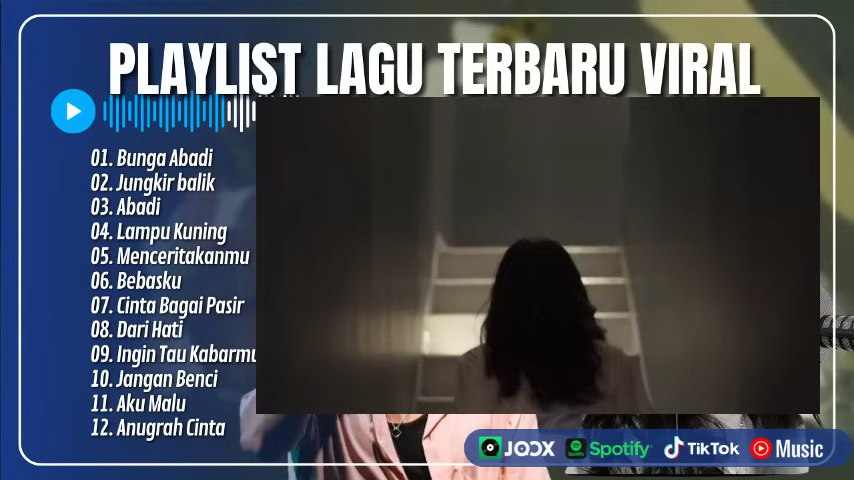 PLAYLIST LAGU TERBARU VIRAL
01. Bunga Abadi
02. Jungkir balik
03. Abadi
04. Lampu Kuning
05. Menceritakanmu
06. Bebasku
07. Cinta Bagai Pasir
08. Dari Hati
09. Ingin Tau Kabarmu
10. Jangan Benci
11. Aku Malu
12. Anugrah Cinta
JOOX Spotify Spotify TikTok Music